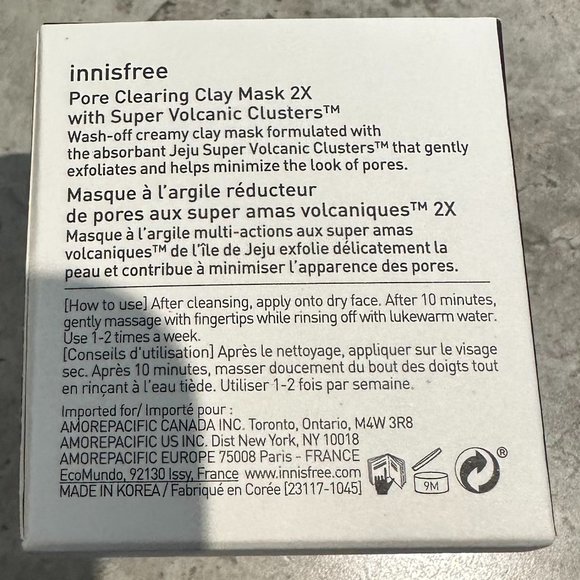 innisfree
Pore Clearing Clay Mask 2X
with Super Volcanic Clusters™
Wash-off creamy clay mask formulated with
the absorbant Jeju Super Volcanic Clusters™ that gently
exfoliates and helps minimize the look of pores.
Masque à l'argile réducteur
de pores aux super amas volcaniques™ 2X
Masque à l'argile multi-actions aux super amas
volcaniques™ de l'île de Jeju exfolie délicatement la
peau et contribue à minimiser l'apparence des pores.
[How to use] After cleansing, apply onto dry face. After 10 minutes,
gently massage with fingertips while rinsing off with lukewarm water.
Use 1-2 times a week.
[Conseils d'utilisation] Après le nettoyage, appliquer sur le visage
sec. Après 10 minutes, masser doucement du bout des doigts tout
en rinçant à l'eau tiède. Utiliser 1-2 fois par semaine.
Imported for/ Importé pour :
AMOREPACIFIC CANADA INC. Toronto, Ontario, M4W 3R8
AMOREPACIFIC US INC. Dist New York, NY 10018
AMOREPACIFIC EUROPE 75008 Paris - FRANCE
EcoMundo, 92130 Issy, France www.innisfree.com
MADE IN KOREA/ Fabriqué en Corée [23117-1045]
9M
®